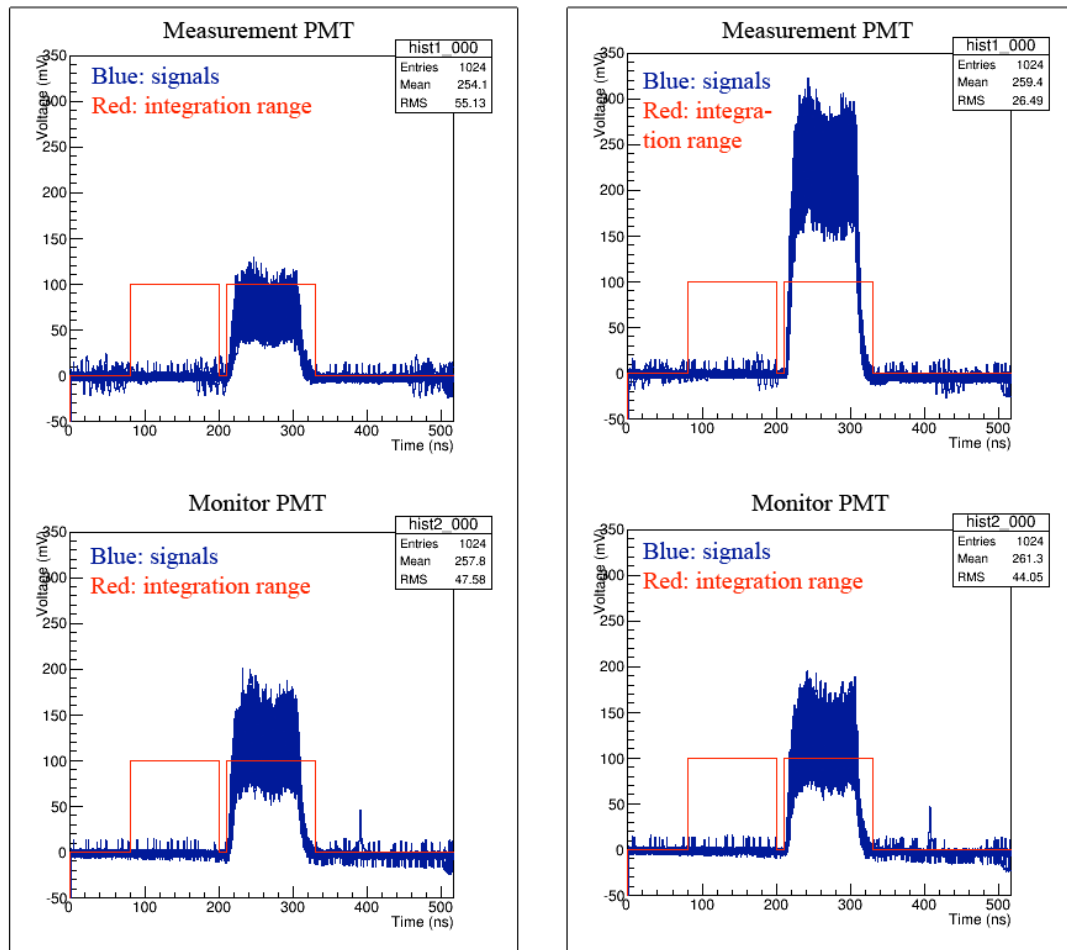 Measurement PMT
hist1_000
Entries 1024
Mean 254.1
RMS 55.13
Blue: signals
Red: integration range
Voltage (mV)
350
300
250
200
150
100
50
0
-50
0 100 200 300 400 500
Time (ns)
Measurement PMT
hist1_000
Entries 1024
Mean 259.4
RMS 26.49
Blue: signals
Red: integra-
tion range
Voltage (mV)
350
300
250
200
150
100
50
0
-50
0 100 200 300 400 500
Time (ns)
Monitor PMT
hist2_000
Entries 1024
Mean 257.8
RMS 47.58
Blue: signals
Red: integration range
Voltage (mV)
350
300
250
200
150
100
50
0
-50
0 100 200 300 400 500
Time (ns)
Monitor PMT
hist2_000
Entries 1024
Mean 261.3
RMS 44.05
Blue: signals
Red: integration range
Voltage (mV)
350
300
250
200
150
100
50
0
-50
0 100 200 300 400 500
Time (ns)